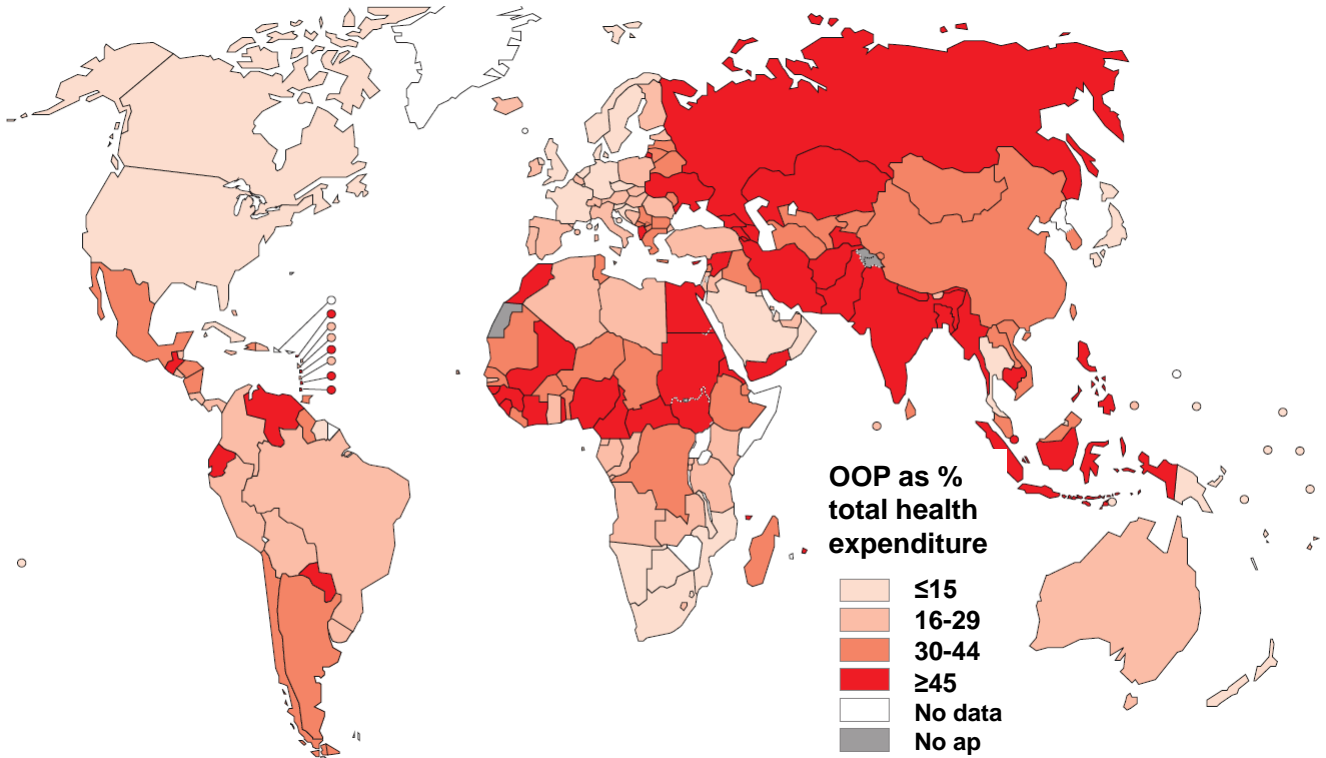 OOP as %
total health
expenditure
≤15
16-29
30-44
≥45
No data
No ap